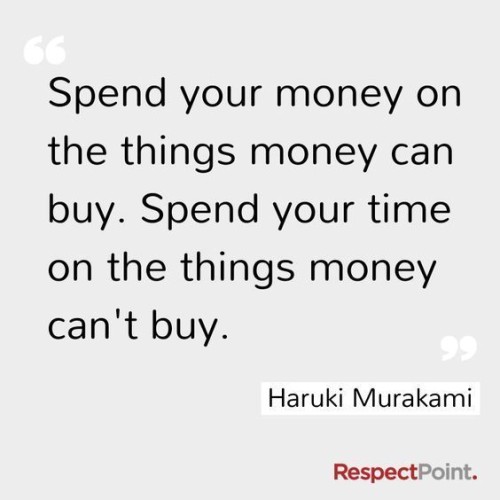 “
Spend your money on
the things money can
buy. Spend your time
on the things money
can't buy.
”
Haruki Murakami
RespectPoint.